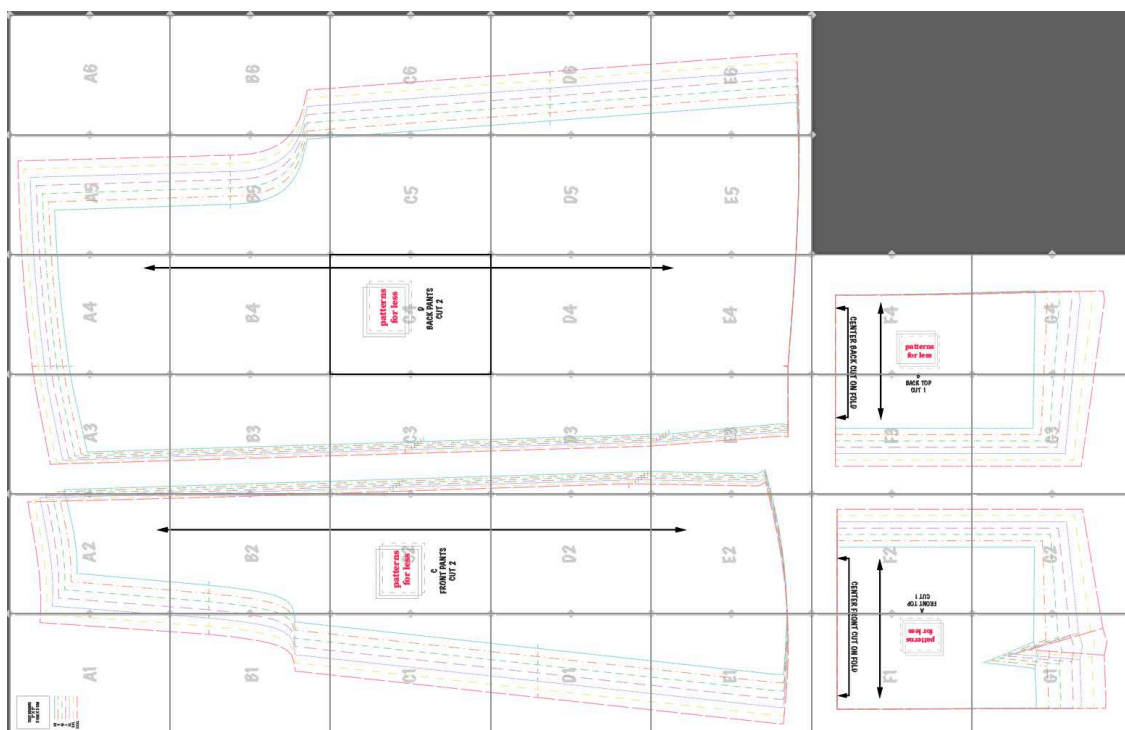 A6
B6
C6
D6
E6
A5
B5
C5
D5
E5
A4
B4
C4
D4
E4
F4
G4
patterns
for less
D
BACK PANTS
CUT 2
CENTER BACK CUT ON FOLD
patterns
for less
BACK TOP
CUT 1
A3
B3
C3
D3
E3
F3
G3
A2
B2
C2
D2
E2
F2
G2
patterns
for less
C
FRONT PANTS
CUT 2
CENTER FRONT CUT ON FOLD
A
FRONT TOP
CUT 1
patterns
for less
A1
B1
C1
D1
E1
F1
G1